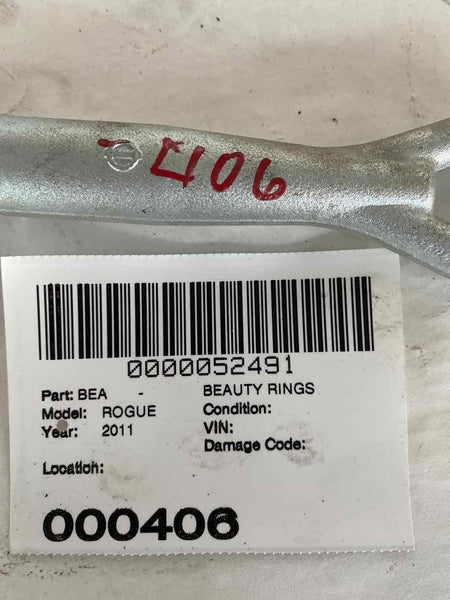 406
0000052491
Part: BEA - BEAUTY RINGS
Model: ROGUE Condition:
Year: 2011 VIN:
Damage Code:
Location:
000406